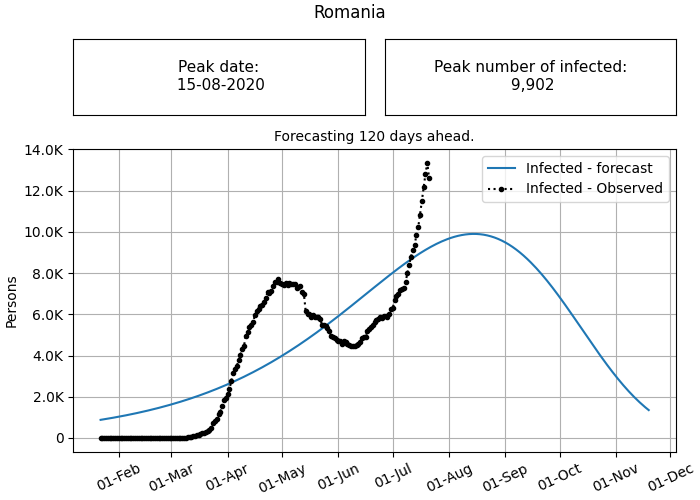 Romania
Peak date:
15-08-2020
Peak number of infected:
9,902
Forecasting 120 days ahead.
14.0K
12.0K
10.0K
8.0K
6.0K
4.0K
2.0K
0
Persons
Infected - forecast
Infected - Observed
01-Feb
01-Mar
01-Apr
01-May
01-Jun
01-Jul
01-Aug
01-Sep
01-Oct
01-Nov
01-Dec